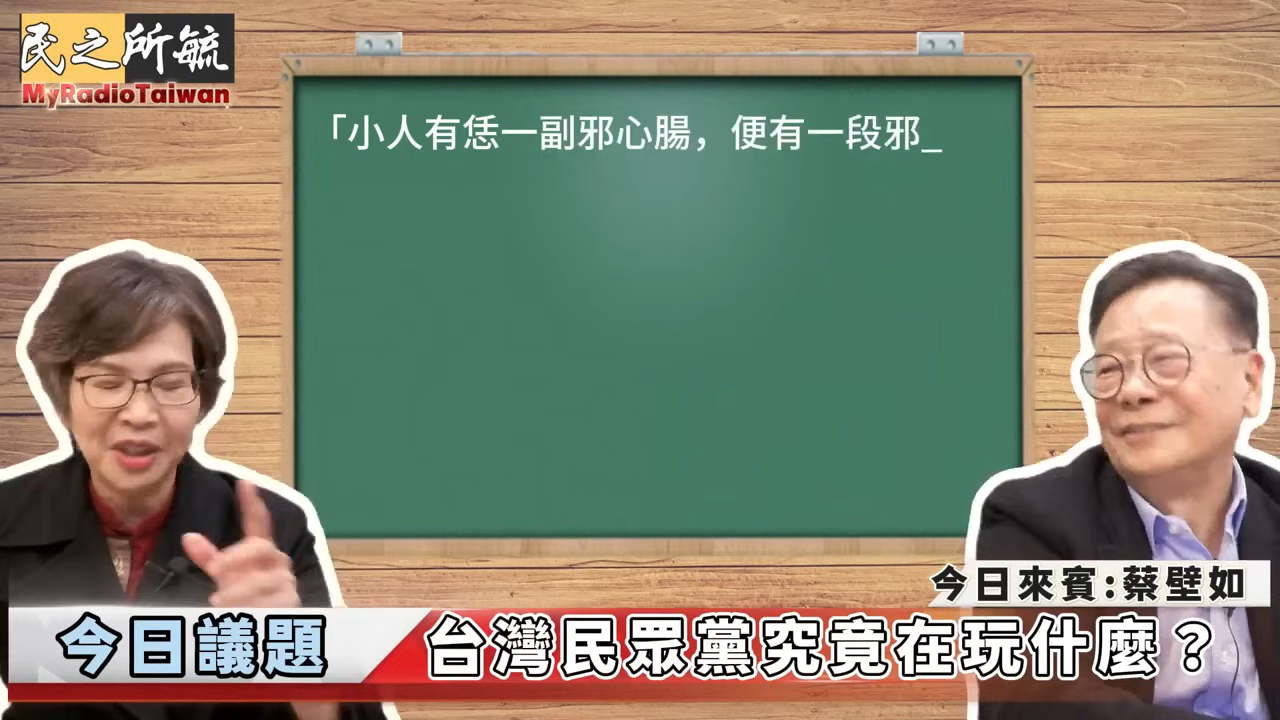 民之所毓
MyRadioTaiwan
「小人有恁一副邪心腸，便有一段邪_
今日來賓:蔡壁如
今日議題
台灣民眾黨究竟在玩什麼？